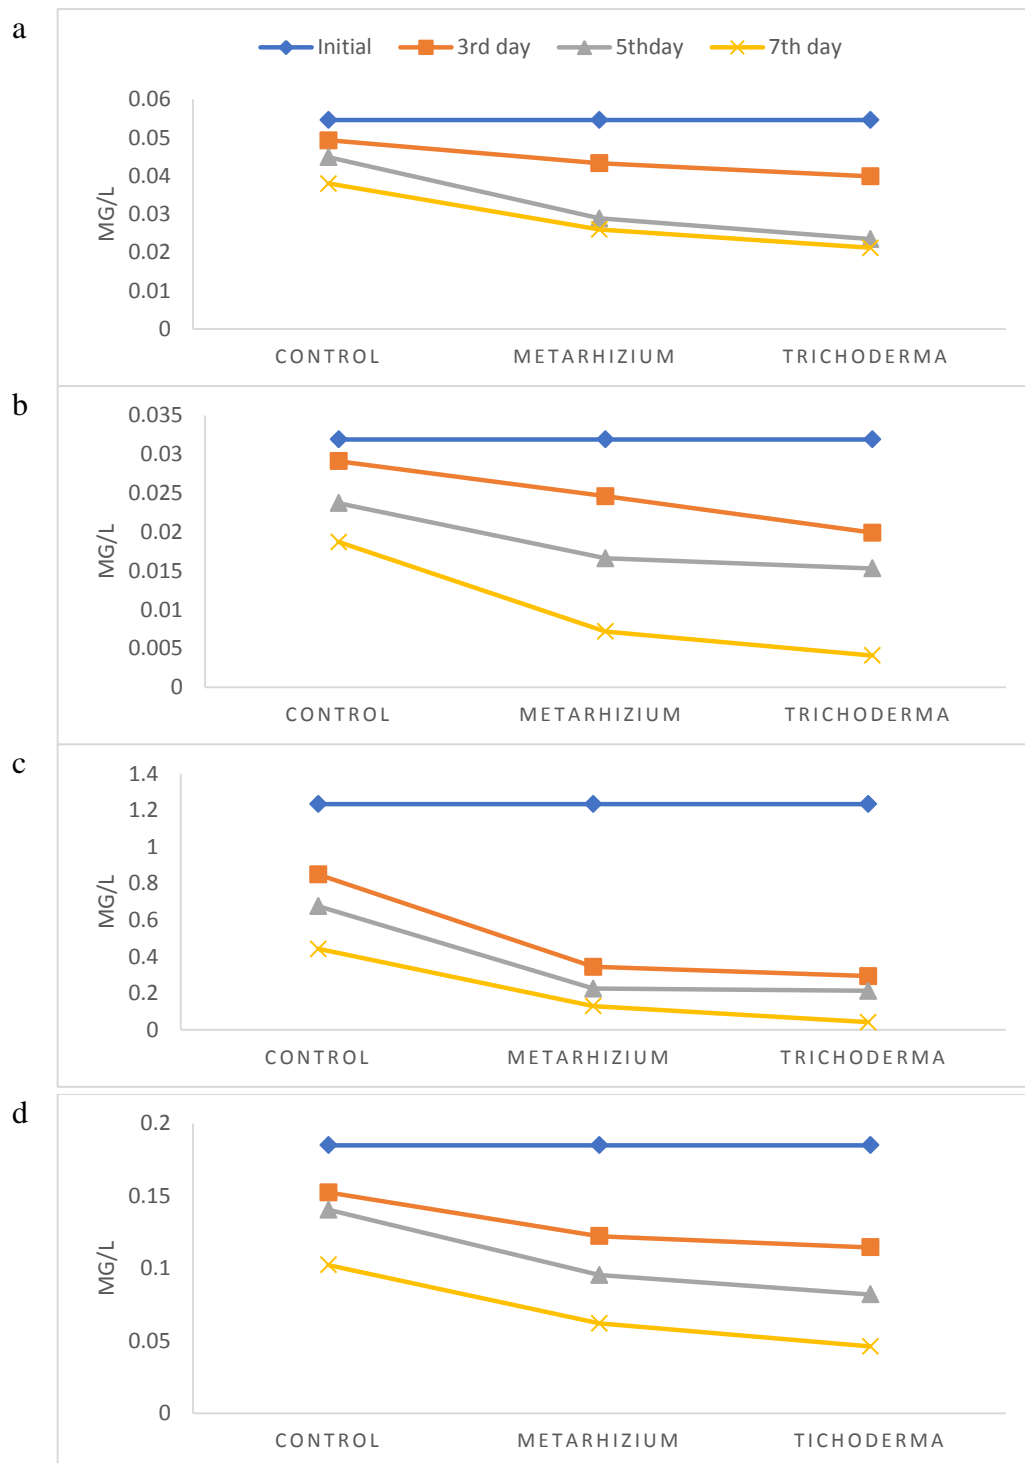 a
Initial 3rd day 5thday 7th day
0.06
0.05
0.04
0.03
0.02
0.01
0
MG/L
CONTROL METARHIZIUM TRICHODERMA
b
0.035
0.03
0.025
0.02
0.015
0.01
0.005
0
MG/L
CONTROL METARHIZIUM TRICHODERMA
c
1.4
1.2
1
0.8
0.6
0.4
0.2
0
MG/L
CONTROL METARHIZIUM TRICHODERMA
d
0.2
0.15
0.1
0.05
0
MG/L
CONTROL METARHIZIUM TICHODERMA